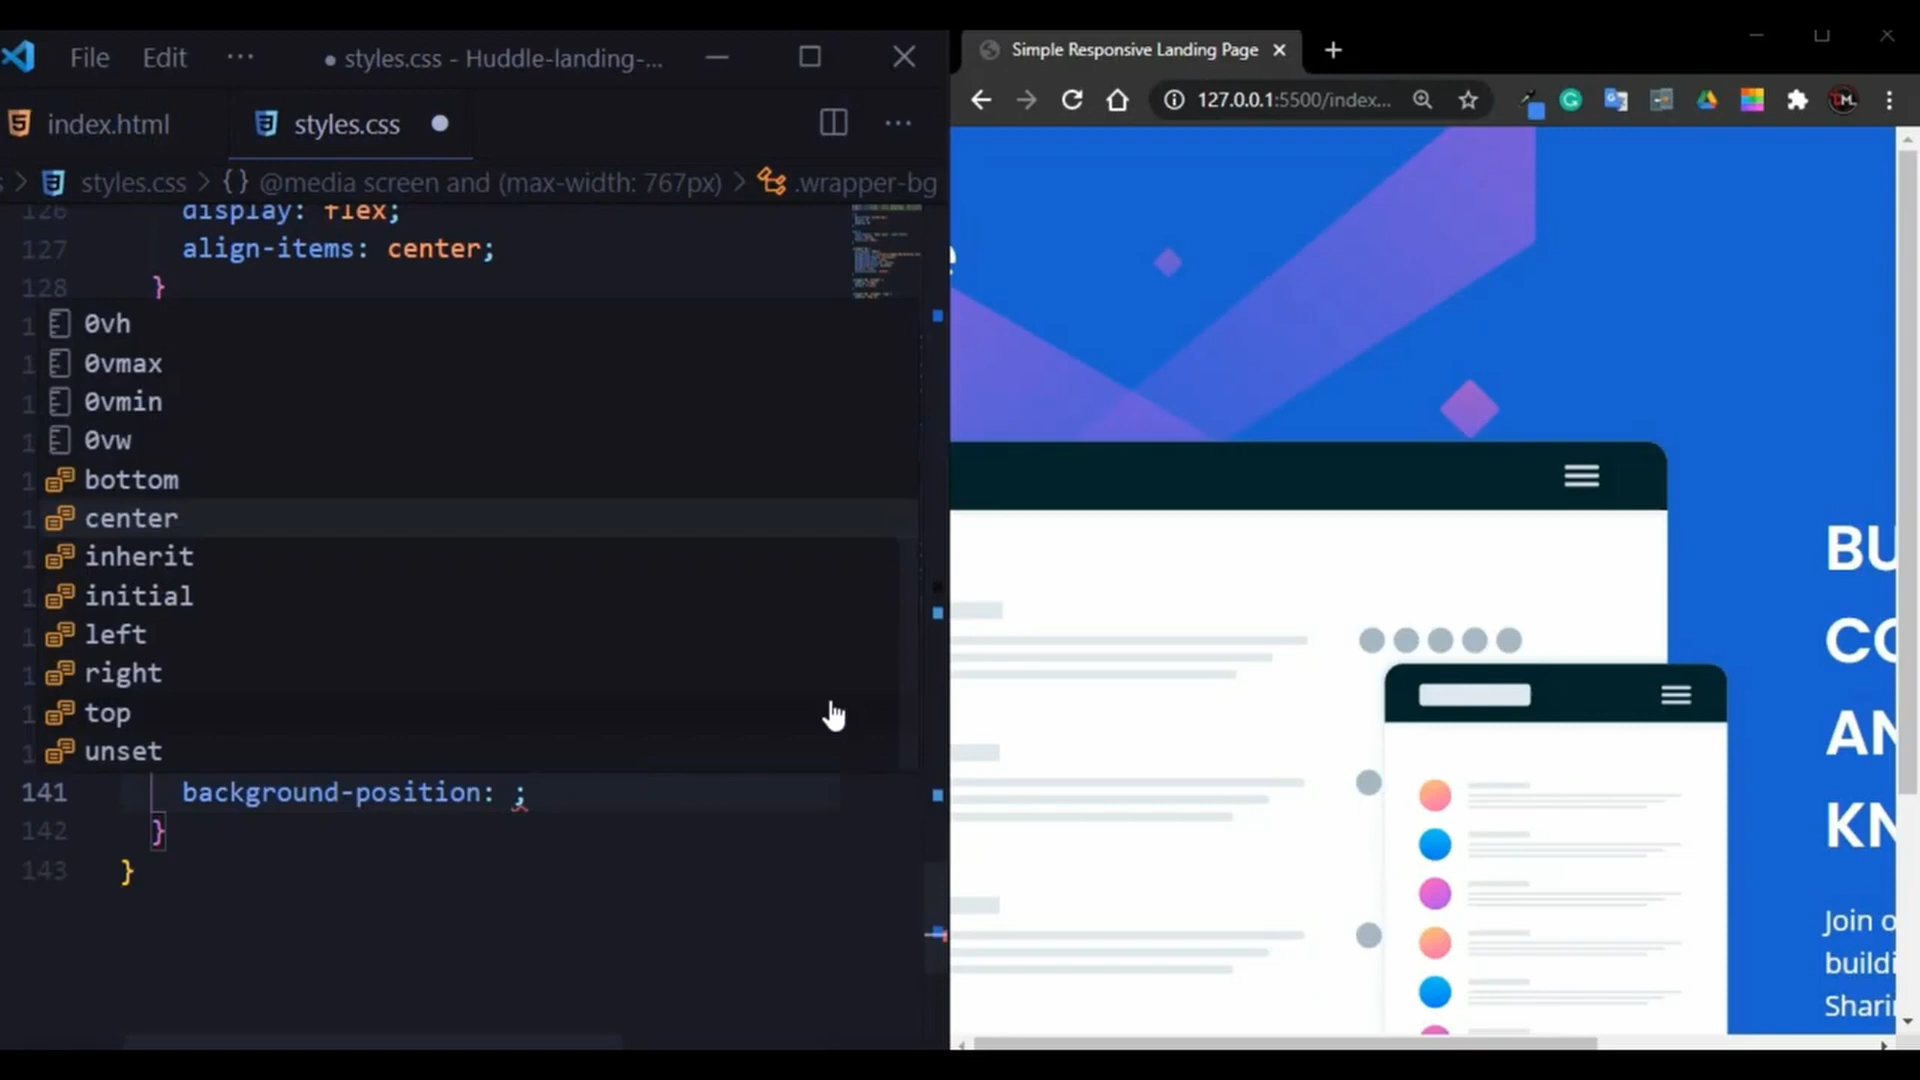 File Edit ··· ● styles.css - Huddle-landing-...
index.html styles.css ●
styles.css > {} @media screen and (max-width: 767px) > .wrapper-bg
126 display: flex;
127 align-items: center;
128 }
0vh
0vmax
0vmin
0vw
bottom
center
inherit
initial
left
right
top
unset
141 background-position: ;
142 }
143 }
Simple Responsive Landing Page
127.0.0.1:5500/index...
e
BU
CO
AN
KN
Join o
buildi
Sharin